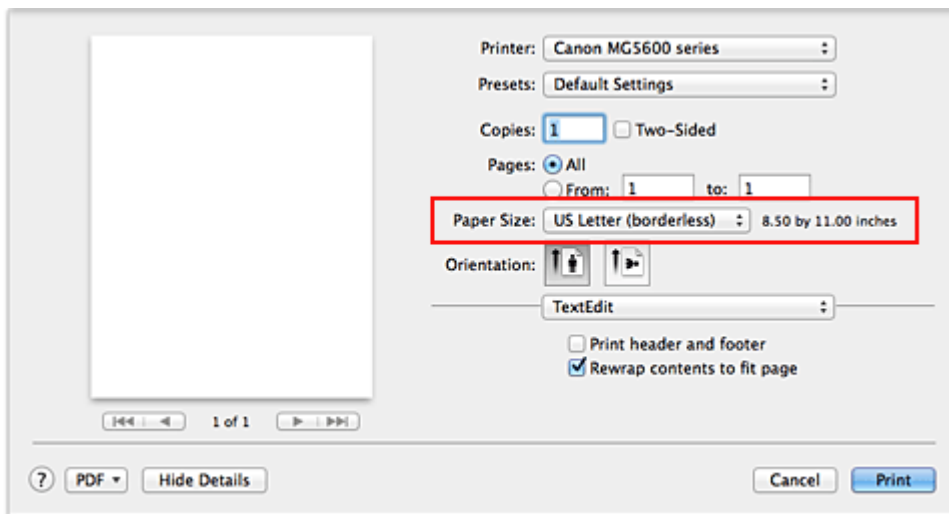 Printer: Canon MG5600 series
Presets: Default Settings
Copies: 1 Two-Sided
Pages: All
From: 1 to: 1
Paper Size: US Letter (borderless) 8.50 by 11.00 inches
Orientation:
TextEdit
Print header and footer
Rewrap contents to fit page
1 of 1
? PDF Hide Details Cancel Print